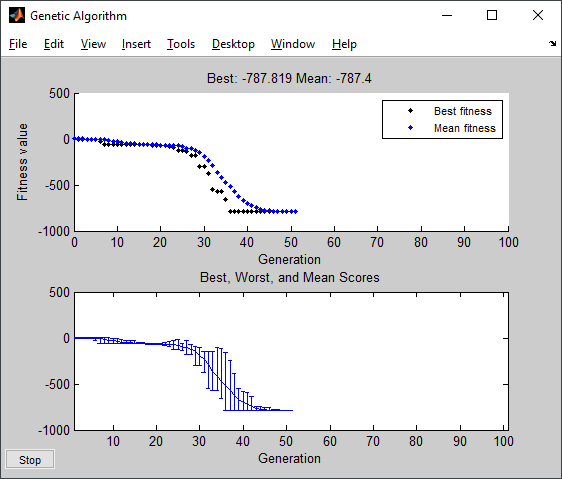 Genetic Algorithm
File Edit View Insert Tools Desktop Window Help
Best: -787.819 Mean: -787.4
500
0
-500
-1000
Fitness value
Best fitness
Mean fitness
0 10 20 30 40 50 60 70 80 90 100
Generation
Best, Worst, and Mean Scores
500
0
-500
-1000
10 20 30 40 50 60 70 80 90 100
Generation
Stop